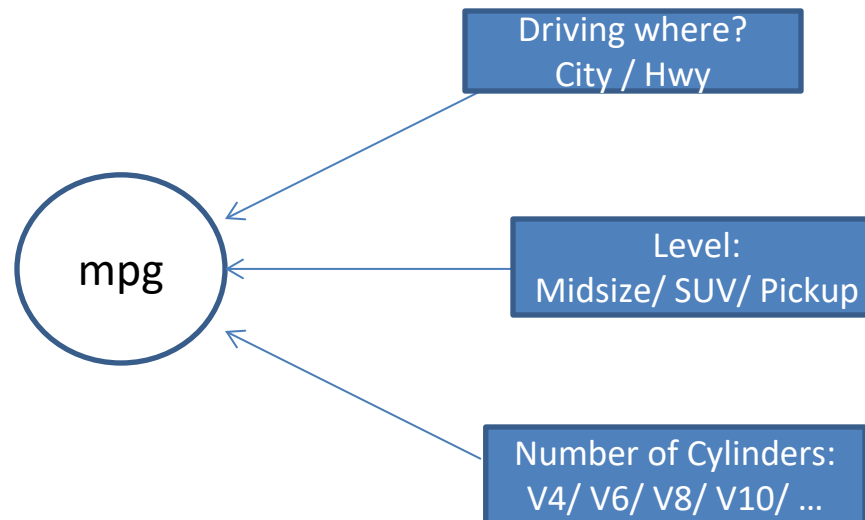 Driving where?
City / Hwy
mpg
Level:
Midsize/ SUV/ Pickup
Number of Cylinders:
V4/ V6/ V8/ V10/ ...